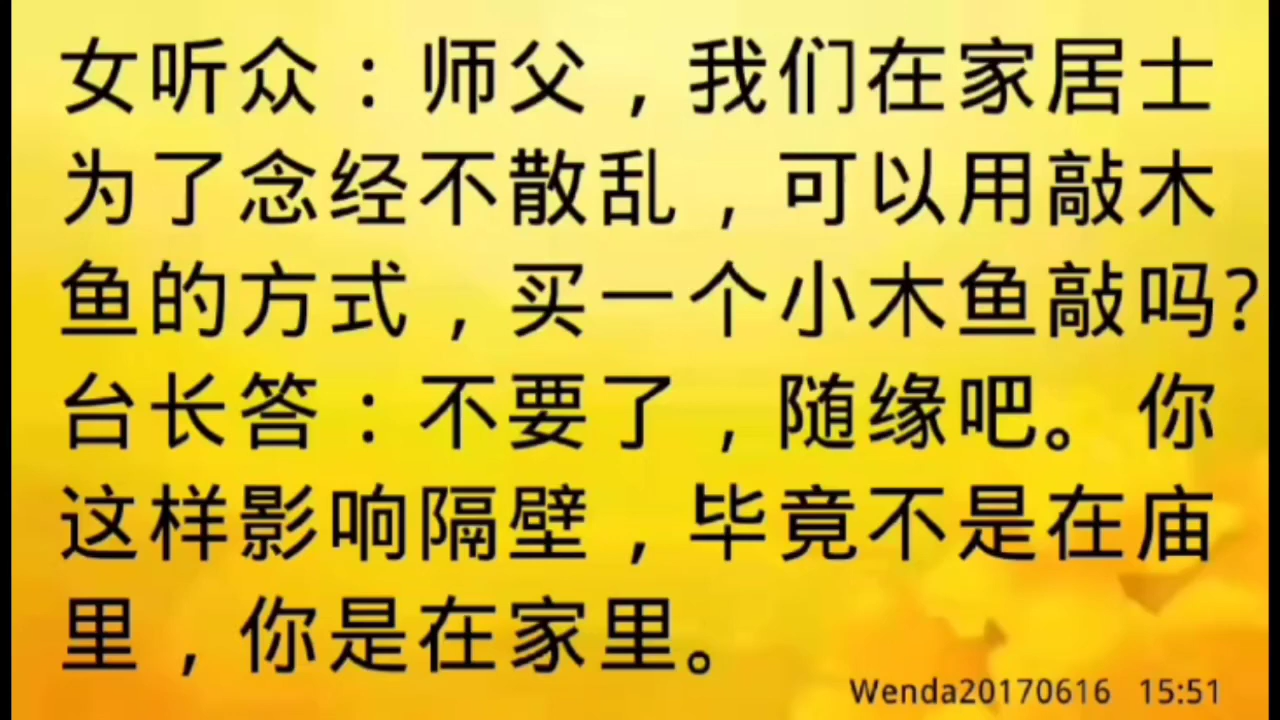 女听众：师父，我们在家居士
为了念经不散乱，可以用敲木
鱼的方式，买一个小木鱼敲吗?
台长答：不要了，随缘吧。你
这样影响隔壁，毕竟不是在庙
里，你是在家里。
Wenda20170616 15:51